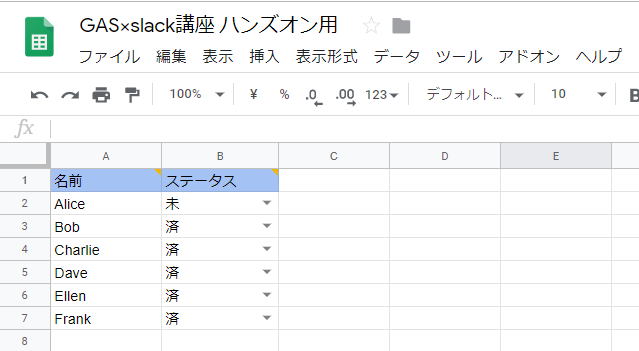 GAS×slack講座 ハンズオン用
ファイル 編集 表示 挿入 表示形式 データ ツール アドオン ヘルプ
100% ¥ % .0 .00 123 デフォルト... 10 B
fx
A B C D E
1 名前 ステータス
2 Alice 未
3 Bob 済
4 Charlie 済
5 Dave 済
6 Ellen 済
7 Frank 済
8